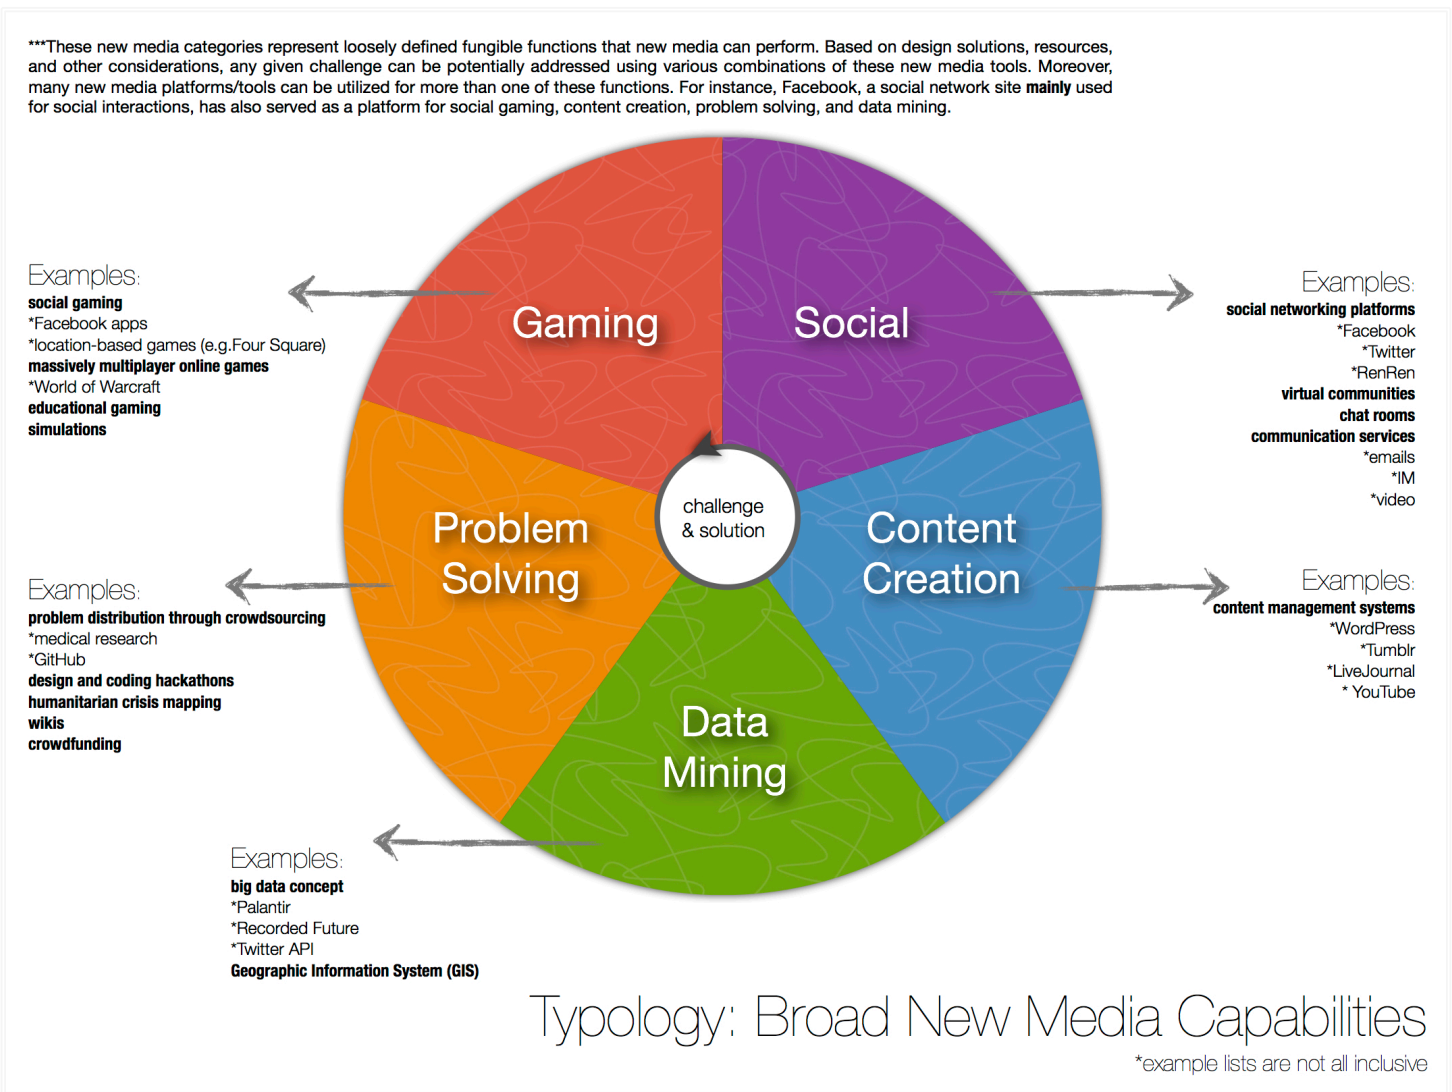 ***These new media categories represent loosely defined fungible functions that new media can perform. Based on design solutions, resources,
and other considerations, any given challenge can be potentially addressed using various combinations of these new media tools. Moreover,
many new media platforms/tools can be utilized for more than one of these functions. For instance, Facebook, a social network site mainly used
for social interactions, has also served as a platform for social gaming, content creation, problem solving, and data mining.
Examples:
social gaming
*Facebook apps
*location-based games (e.g.Four Square)
massively multiplayer online games
*World of Warcraft
educational gaming
simulations
Gaming
Social
Examples:
social networking platforms
*Facebook
*Twitter
*RenRen
virtual communities
chat rooms
communication services
*emails
*IM
*video
challenge
& solution
Problem
Solving
Content
Creation
Examples:
problem distribution through crowdsourcing
*medical research
*GitHub
design and coding hackathons
humanitarian crisis mapping
wikis
crowdfunding
Examples:
content management systems
*WordPress
*Tumblr
*LiveJournal
* YouTube
Data
Mining
Examples:
big data concept
*Palantir
*Recorded Future
*Twitter API
Geographic Information System (GIS)
Typology: Broad New Media Capabilities
*example lists are not all inclusive